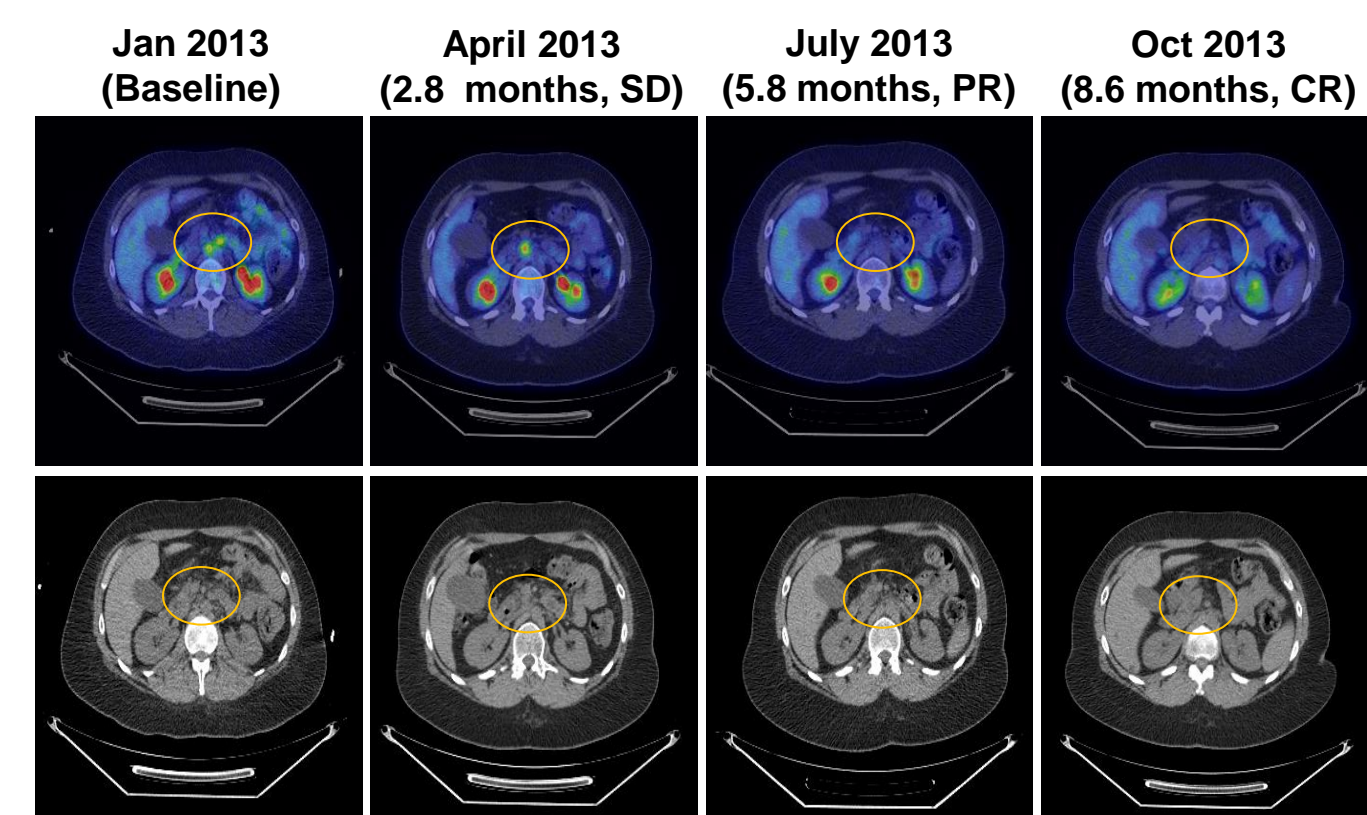 Jan 2013
(Baseline)
April 2013
(2.8  months, SD)
July 2013
(5.8 months, PR)
Oct 2013
(8.6 months, CR)